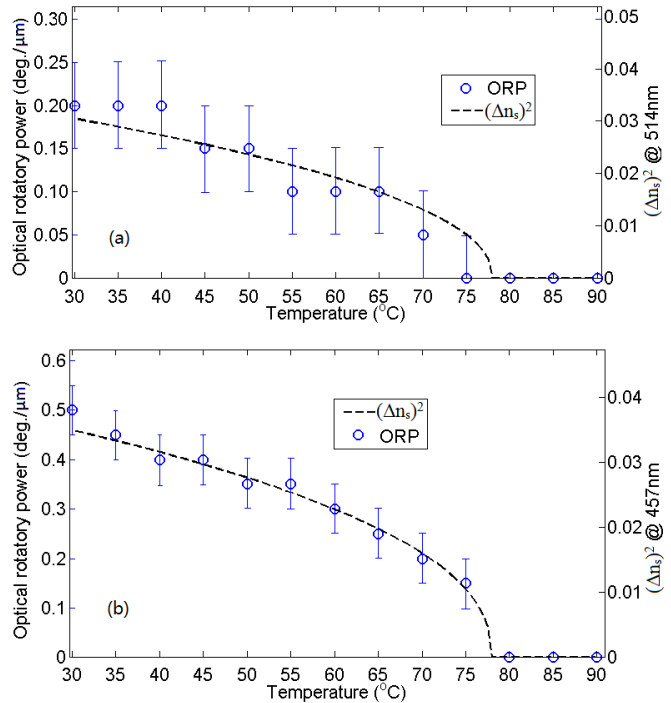 0.30
0.25
0.20
0.15
0.10
0.05
0
Optical rotatory power (deg./μm)
0.05
0.04
0.03
0.02
0.01
0
(Δnₛ)² @ 514nm
ORP
(Δnₛ)²
(a)
30 35 40 45 50 55 60 65 70 75 80 85 90
Temperature (°C)
0.6
0.5
0.4
0.3
0.2
0.1
0
Optical rotatory power (deg./μm)
0.04
0.03
0.02
0.01
0
(Δnₛ)² @ 457nm
(Δnₛ)²
ORP
(b)
30 35 40 45 50 55 60 65 70 75 80 85 90
Temperature (°C)